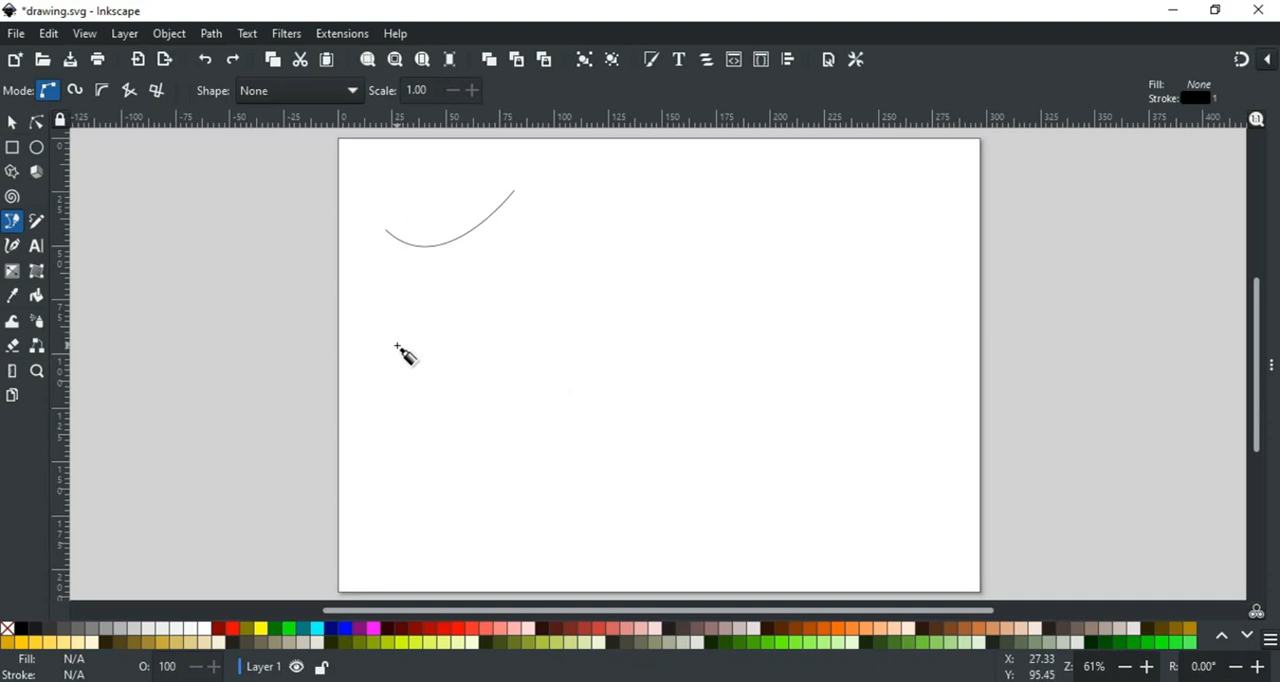 *drawing.svg - Inkscape
File Edit View Layer Object Path Text Filters Extensions Help
Mode: Shape: None Scale: 1.00 Fill: None
Stroke: 1
-125 -100 -75 -50 -25 0 25 50 75 100 125 150 175 200 225 250 275 300 325 350 375 400
Fill: N/A O: 100 Layer 1 X: 27.33 Z: 61% R: 0.00°
Stroke: N/A Y: 95.45